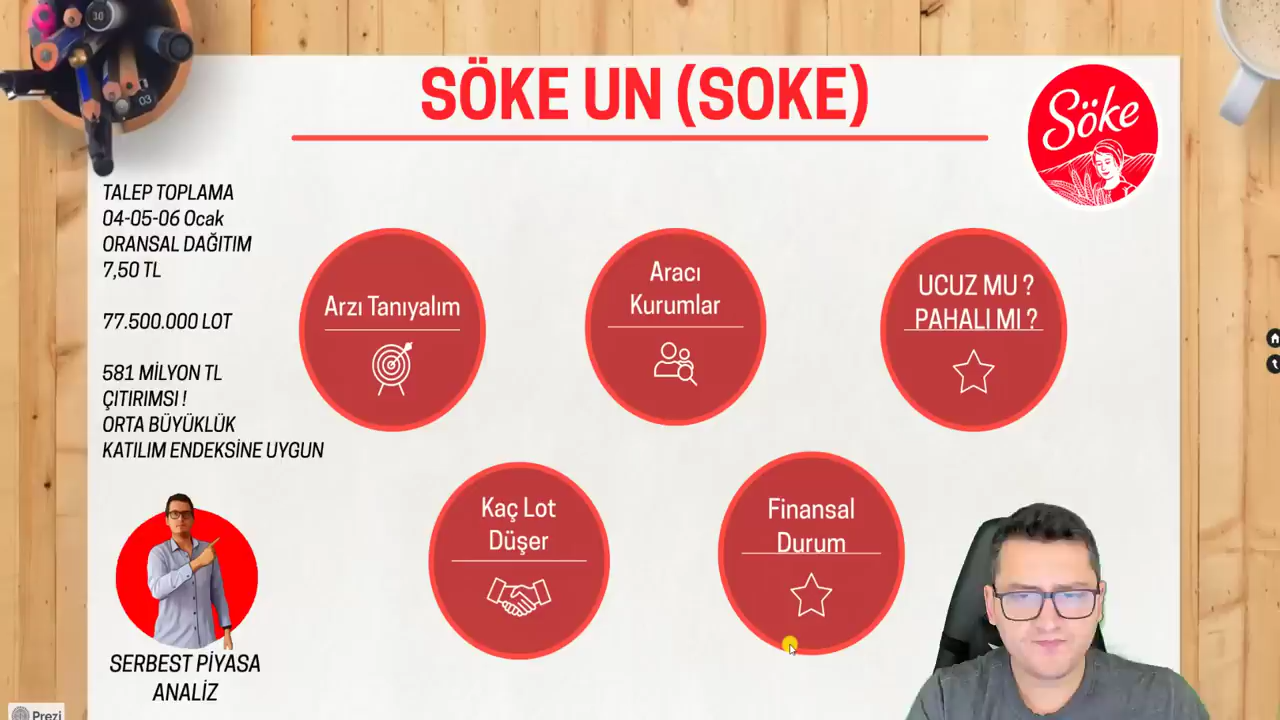 SÖKE UN (SOKE)
Söke
TALEP TOPLAMA
04-05-06 Ocak
ORANSAL DAĞITIM
7,50 TL
77.500.000 LOT
581 MİLYON TL
ÇITIRIMSI !
ORTA BÜYÜKLÜK
KATILIM ENDEKSİNE UYGUN
Arzı Tanıyalım
Aracı
Kurumlar
UCUZ MU ?
PAHALI MI ?
Kaç Lot
Düşer
Finansal
Durum
SERBEST PİYASA
ANALİZ
Prezi
30
03